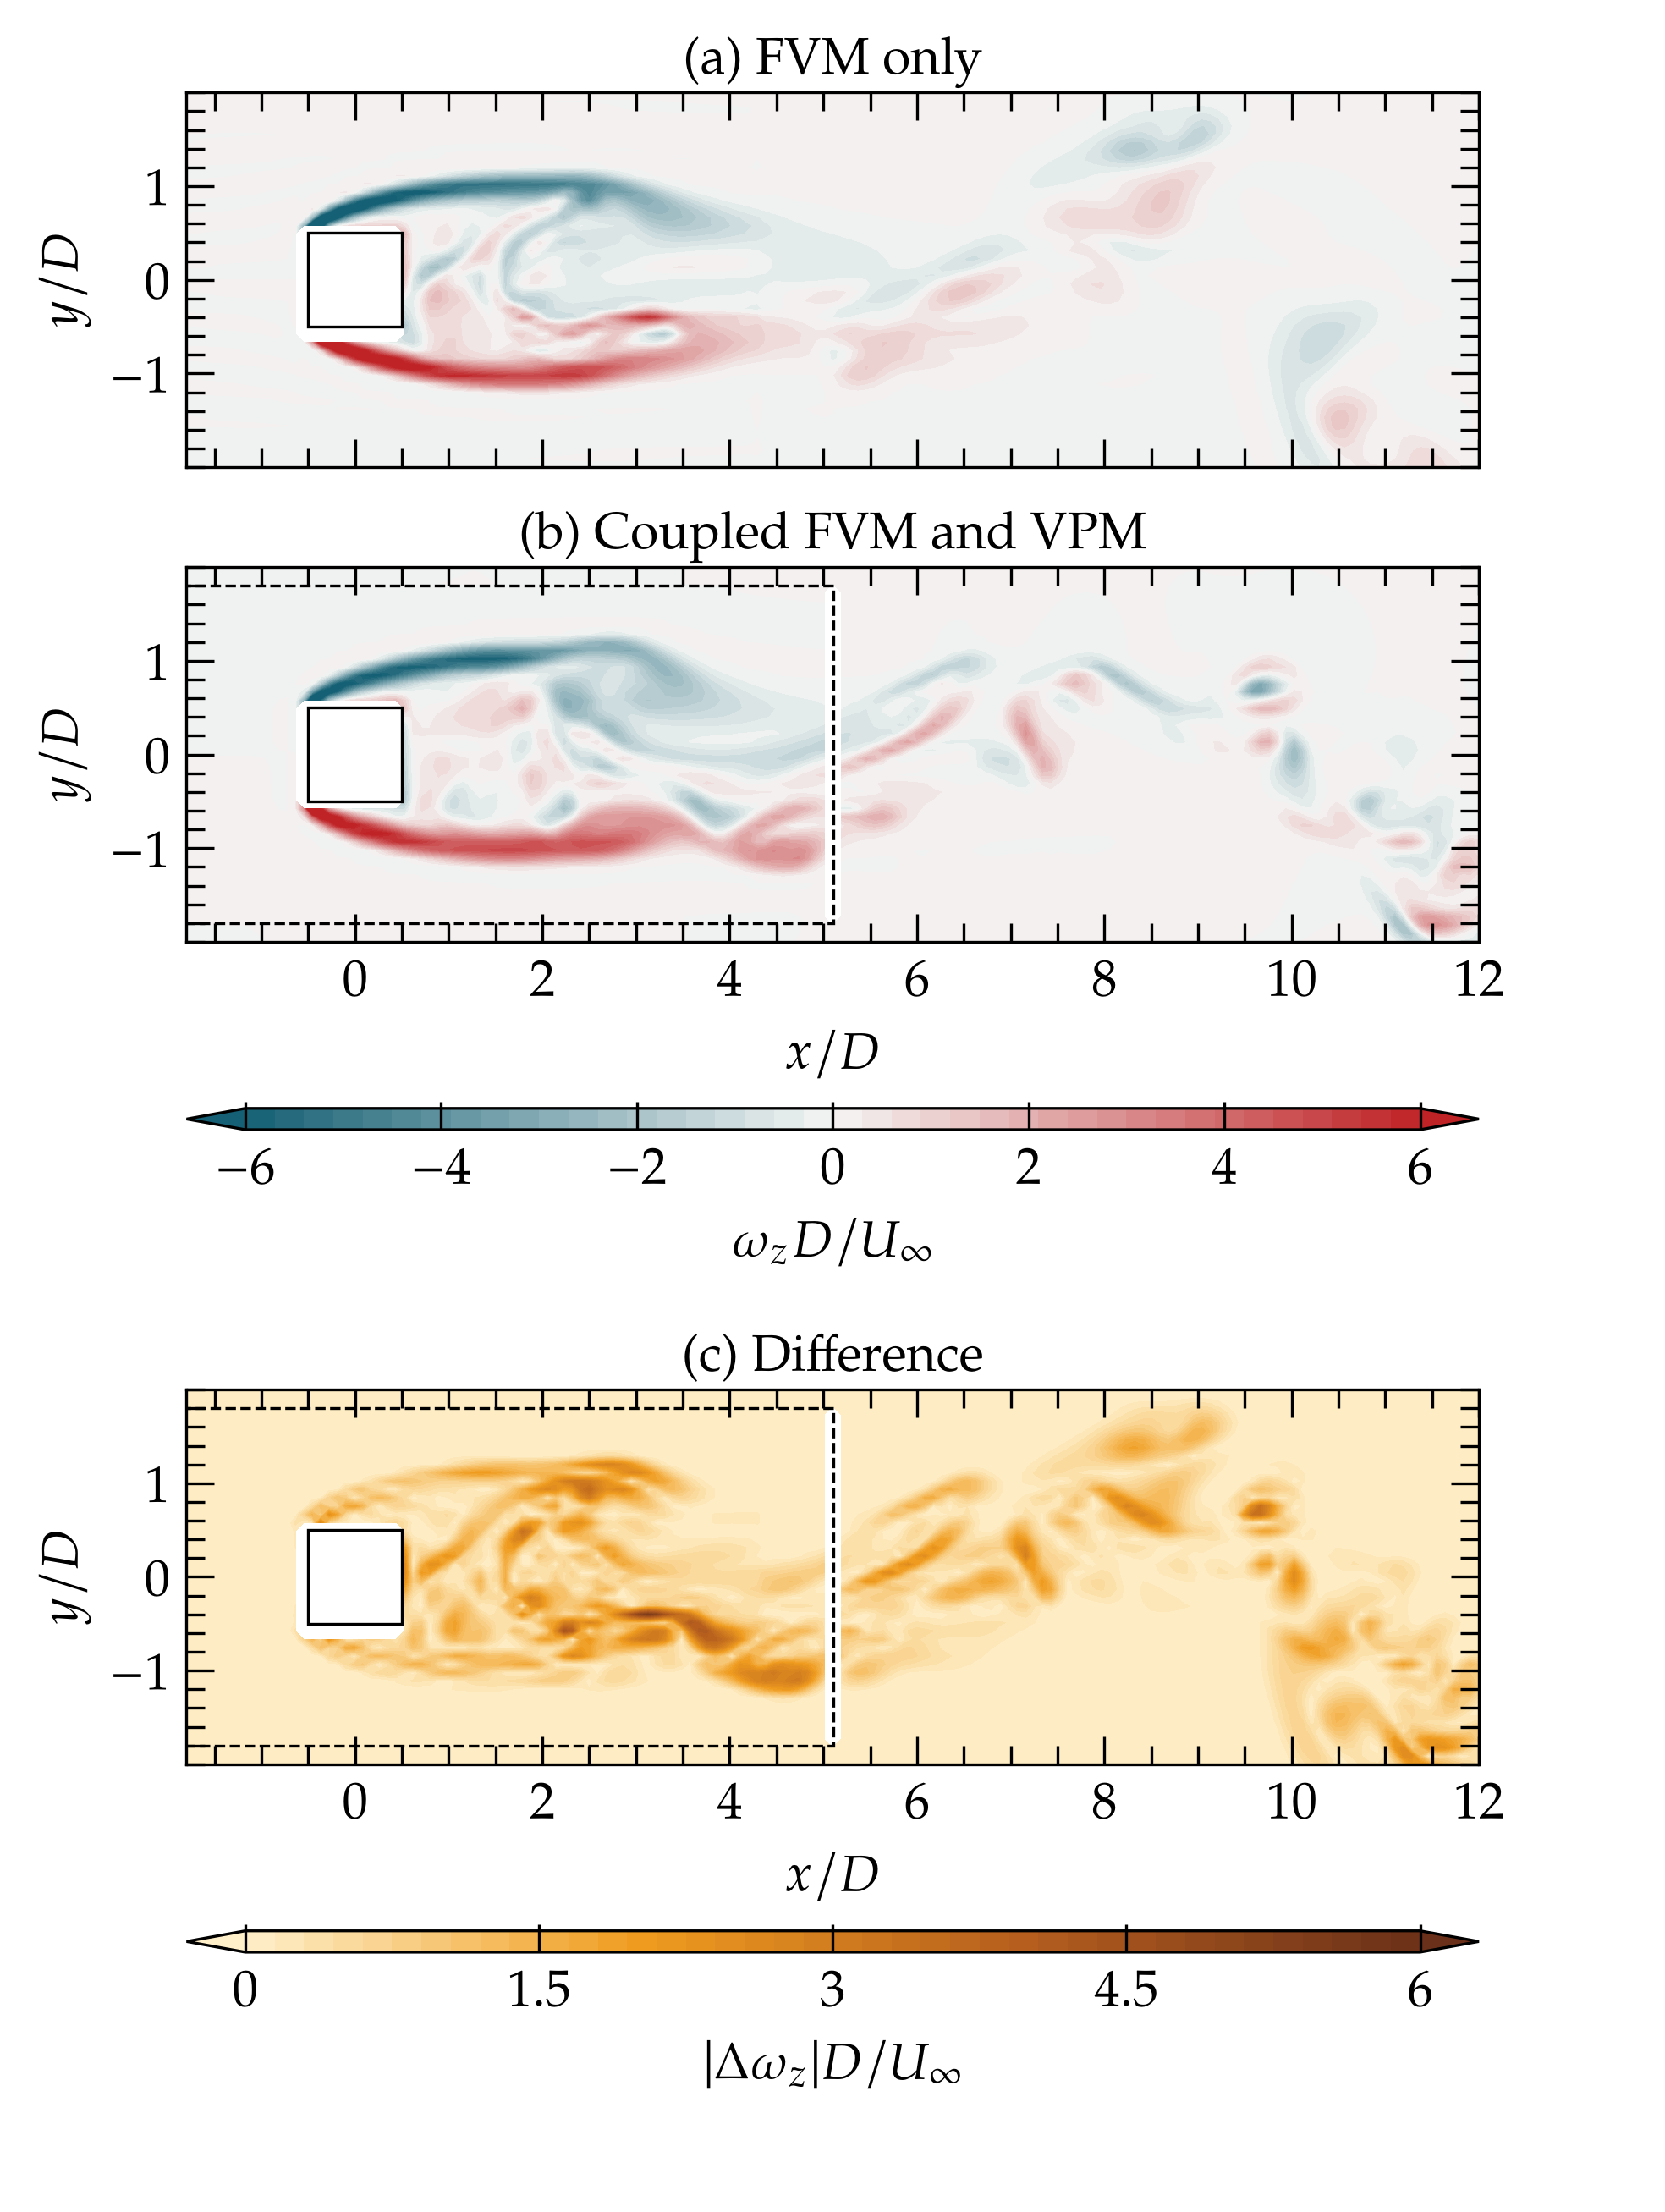 (a) FVM only
1
0
−1
y/D
(b) Coupled FVM and VPM
1
0
−1
y/D
0 2 4 6 8 10 12
x/D
−6 −4 −2 0 2 4 6
ω_z D/U_∞
(c) Difference
1
0
−1
y/D
0 2 4 6 8 10 12
x/D
0 1.5 3 4.5 6
|Δω_z|D/U_∞